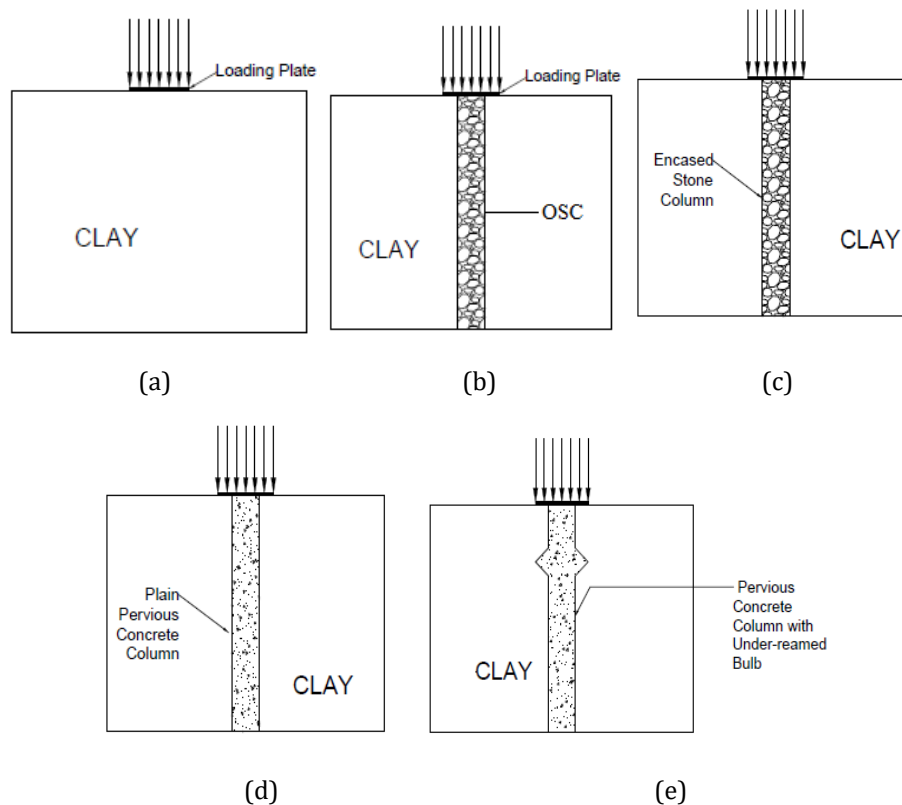 Loading Plate
CLAY
(a)
Loading Plate
OSC
CLAY
(b)
Encased
Stone
Column
CLAY
(c)
Plain
Pervious
Concrete
Column
CLAY
(d)
Pervious
Concrete
Column with
Under-reamed
Bulb
CLAY
(e)